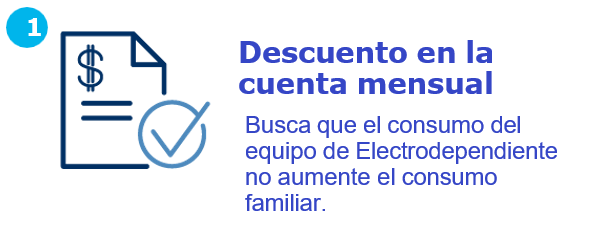 1
$
Descuento en la
cuenta mensual
Busca que el consumo del
equipo de Electrodependiente
no aumente el consumo
familiar.